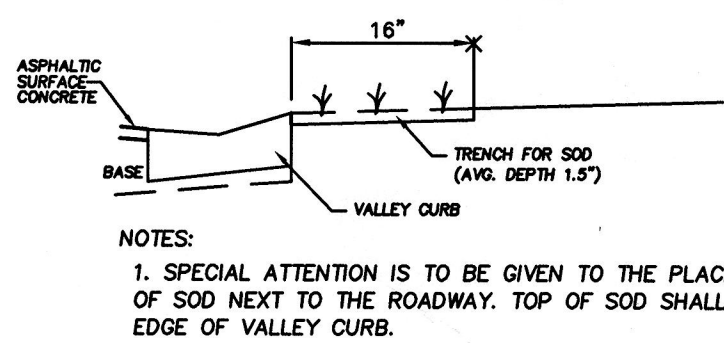 16"
ASPHALTIC
SURFACE
CONCRETE
BASE
TRENCH FOR SOD
(AVG. DEPTH 1.5")
VALLEY CURB
NOTES:
1. SPECIAL ATTENTION IS TO BE GIVEN TO THE PLAC
OF SOD NEXT TO THE ROADWAY. TOP OF SOD SHALL
EDGE OF VALLEY CURB.